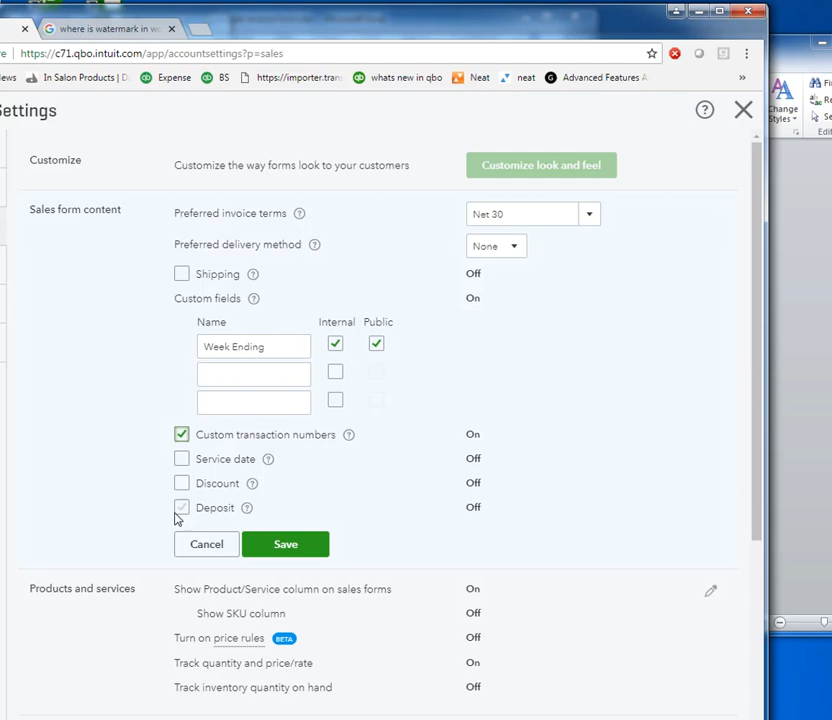 where is watermark in w
https://c71.qbo.intuit.com/app/accountsettings?p=sales
In Salon Products | D
Expense
BS
https://importer.tran
whats new in qbo
Neat
neat
Advanced Features A
»
ettings
Change
Styles
Customize
Customize the way forms look to your customers
Customize look and feel
Sales form content
Preferred invoice terms ?
Net 30
Preferred delivery method ?
None
Shipping ?
Off
Custom fields ?
On
Name
Internal
Public
Week Ending
Custom transaction numbers ?
On
Service date ?
Off
Discount ?
Off
Deposit ?
Off
Cancel
Save
Products and services
Show Product/Service column on sales forms
On
Show SKU column
Off
Turn on price rules BETA
Off
Track quantity and price/rate
On
Track inventory quantity on hand
Off